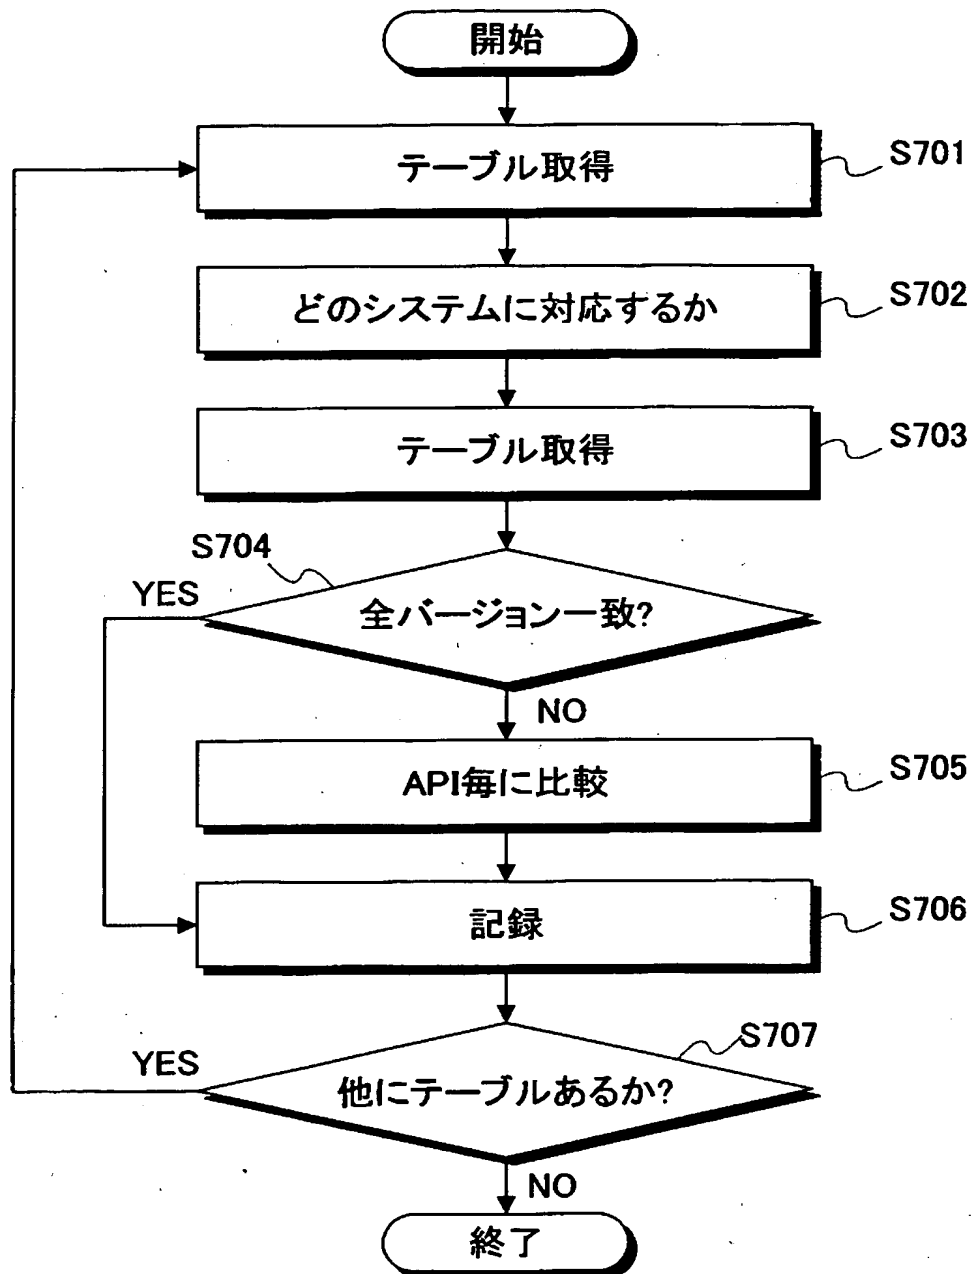 開始
テーブル取得
S701
どのシステムに対応するか
S702
テーブル取得
S703
S704
YES
全バージョン一致?
NO
API毎に比較
S705
記録
S706
S707
YES
他にテーブルあるか?
NO
終了